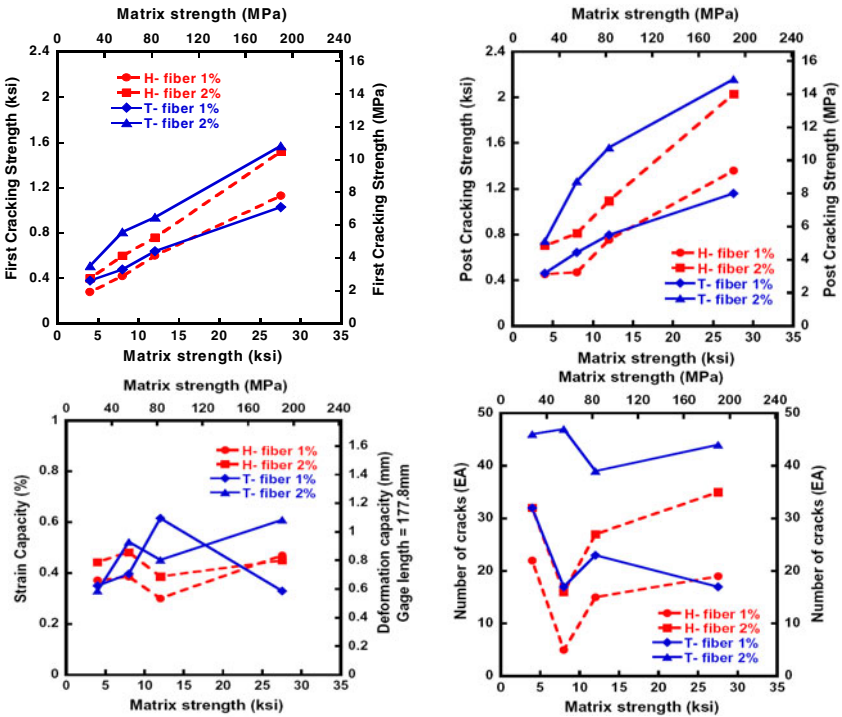 Matrix strength (MPa)
0 40 80 120 160 200 240
2.4
2
1.6
1.2
0.8
0.4
0
First Cracking Strength (ksi)
H- fiber 1%
H- fiber 2%
T- fiber 1%
T- fiber 2%
16
14
12
10
8
6
4
2
0
First Cracking Strength (MPa)
0 5 10 15 20 25 30 35
Matrix strength (ksi)
Matrix strength (MPa)
0 40 80 120 160 200 240
2.4
2
1.6
1.2
0.8
0.4
0
Post Cracking Strength (ksi)
H- fiber 1%
H- fiber 2%
T- fiber 1%
T- fiber 2%
16
14
12
10
8
6
4
2
0
Post Cracking Strength (MPa)
0 5 10 15 20 25 30 35
Matrix strength (ksi)
Matrix strength (MPa)
0 40 80 120 160 200 240
1
0.8
0.6
0.4
0.2
0
Strain Capacity (%)
H- fiber 1%
H- fiber 2%
T- fiber 1%
T- fiber 2%
1.6
1.4
1.2
1
0.8
0.6
0.4
0.2
0
Deformation capacity (mm)
Gage length = 177.8mm
0 5 10 15 20 25 30 35
Matrix strength (ksi)
Matrix strength (MPa)
0 40 80 120 160 200 240
50
40
30
20
10
0
Number of cracks (EA)
H- fiber 1%
H- fiber 2%
T- fiber 1%
T- fiber 2%
50
40
30
20
10
0
Number of cracks (EA)
0 5 10 15 20 25 30 35
Matrix strength (ksi)